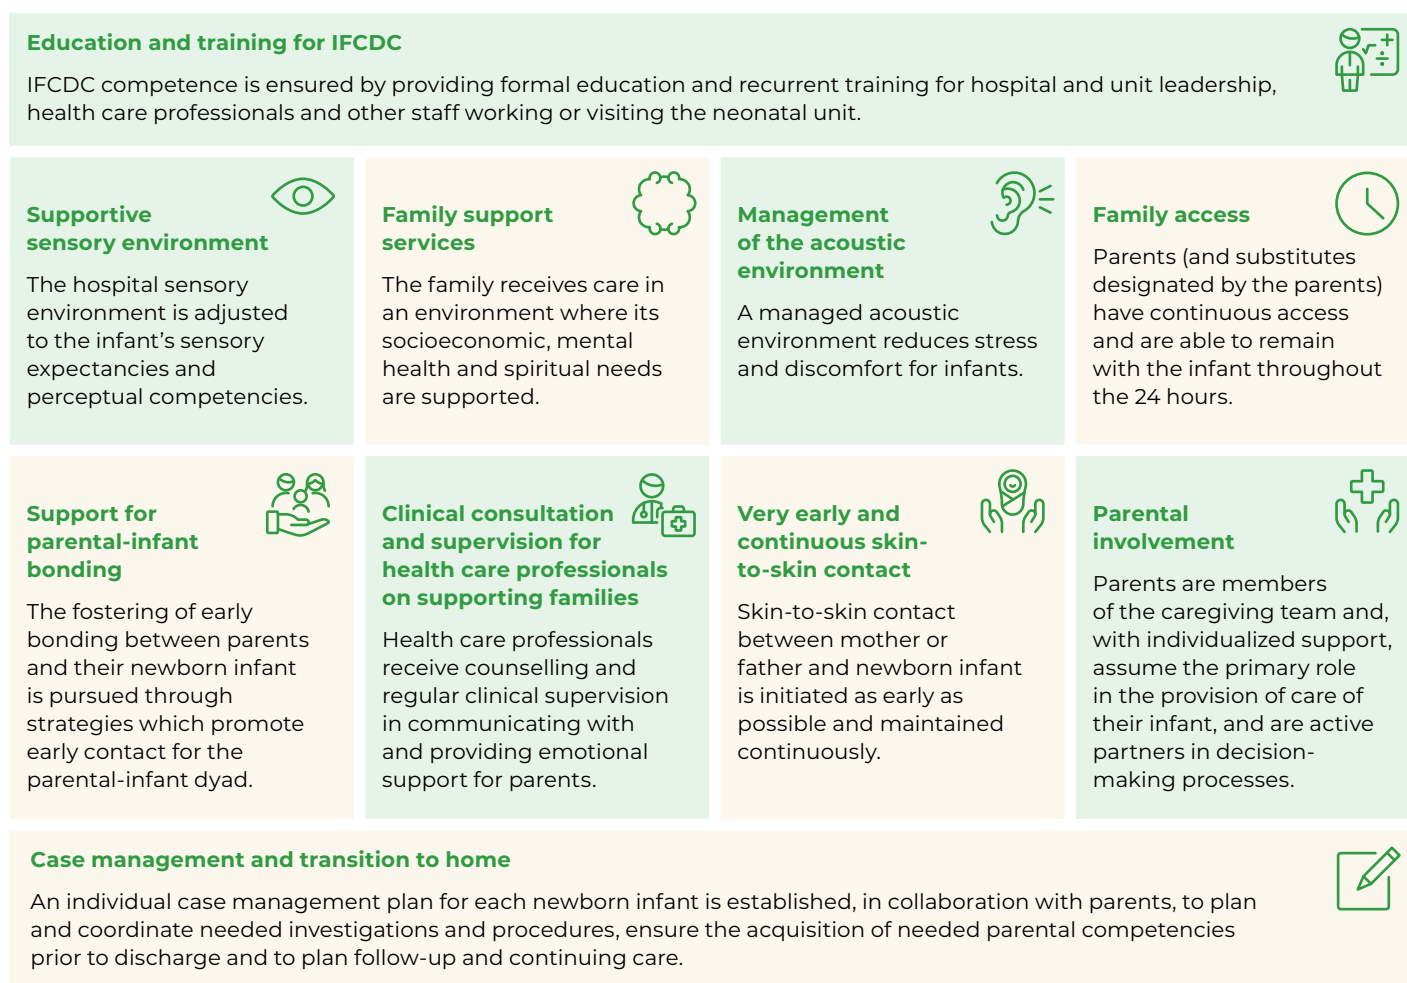 Education and training for IFCDC
IFCDC competence is ensured by providing formal education and recurrent training for hospital and unit leadership,
health care professionals and other staff working or visiting the neonatal unit.
Supportive
sensory environment
The hospital sensory
environment is adjusted
to the infant’s sensory
expectancies and
perceptual competencies.
Family support
services
The family receives care in
an environment where its
socioeconomic, mental
health and spiritual needs
are supported.
Management
of the acoustic
environment
A managed acoustic
environment reduces stress
and discomfort for infants.
Family access
Parents (and substitutes
designated by the parents)
have continuous access
and are able to remain
with the infant throughout
the 24 hours.
Support for
parental-infant
bonding
The fostering of early
bonding between parents
and their newborn infant
is pursued through
strategies which promote
early contact for the
parental-infant dyad.
Clinical consultation
and supervision for
health care professionals
on supporting families
Health care professionals
receive counselling and
regular clinical supervision
in communicating with
and providing emotional
support for parents.
Very early and
continuous skin-
to-skin contact
Skin-to-skin contact
between mother or
father and newborn infant
is initiated as early as
possible and maintained
continuously.
Parental
involvement
Parents are members
of the caregiving team and,
with individualized support,
assume the primary role
in the provision of care of
their infant, and are active
partners in decision-
making processes.
Case management and transition to home
An individual case management plan for each newborn infant is established, in collaboration with parents, to plan
and coordinate needed investigations and procedures, ensure the acquisition of needed parental competencies
prior to discharge and to plan follow-up and continuing care.